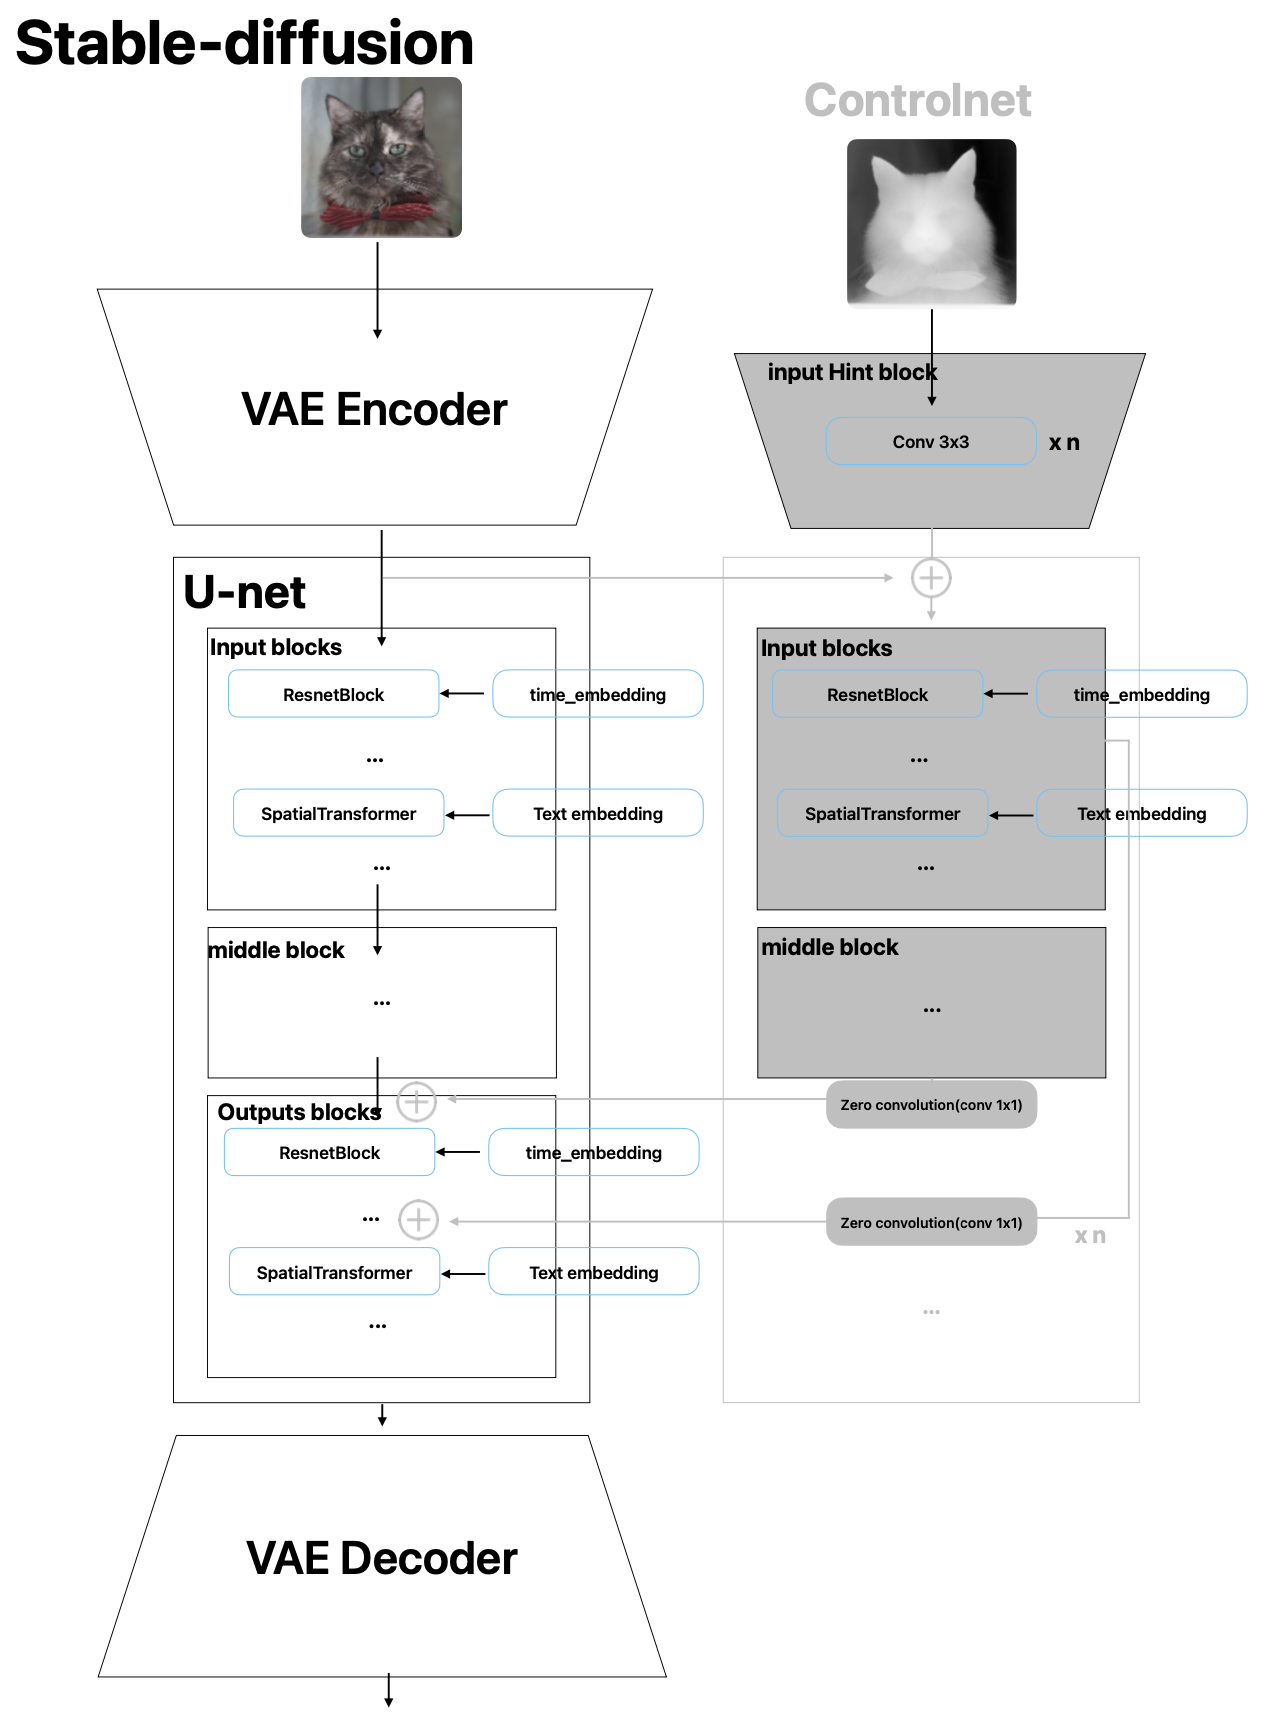 Stable-diffusion
Controlnet
VAE Encoder
input Hint block
Conv 3x3
x n
U-net
Input blocks
ResnetBlock
time_embedding
...
SpatialTransformer
Text embedding
...
middle block
...
Outputs blocks
ResnetBlock
time_embedding
...
SpatialTransformer
Text embedding
...
Input blocks
ResnetBlock
time_embedding
...
SpatialTransformer
Text embedding
...
middle block
...
Zero convolution(conv 1x1)
Zero convolution(conv 1x1)
x n
...
VAE Decoder